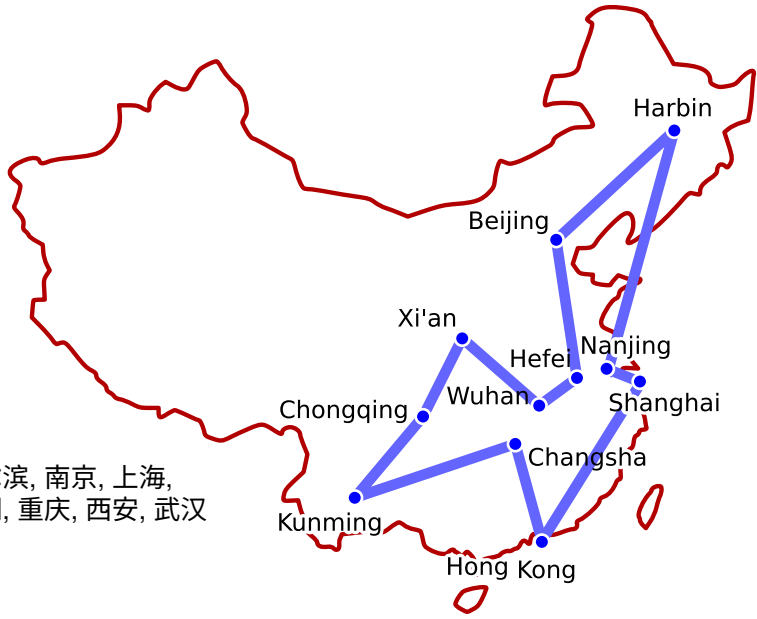 Harbin
Beijing
Xi'an
Nanjing
Hefei
Wuhan
Shanghai
Chongqing
Changsha
滨, 南京, 上海,
, 重庆, 西安, 武汉
Kunming
Hong Kong